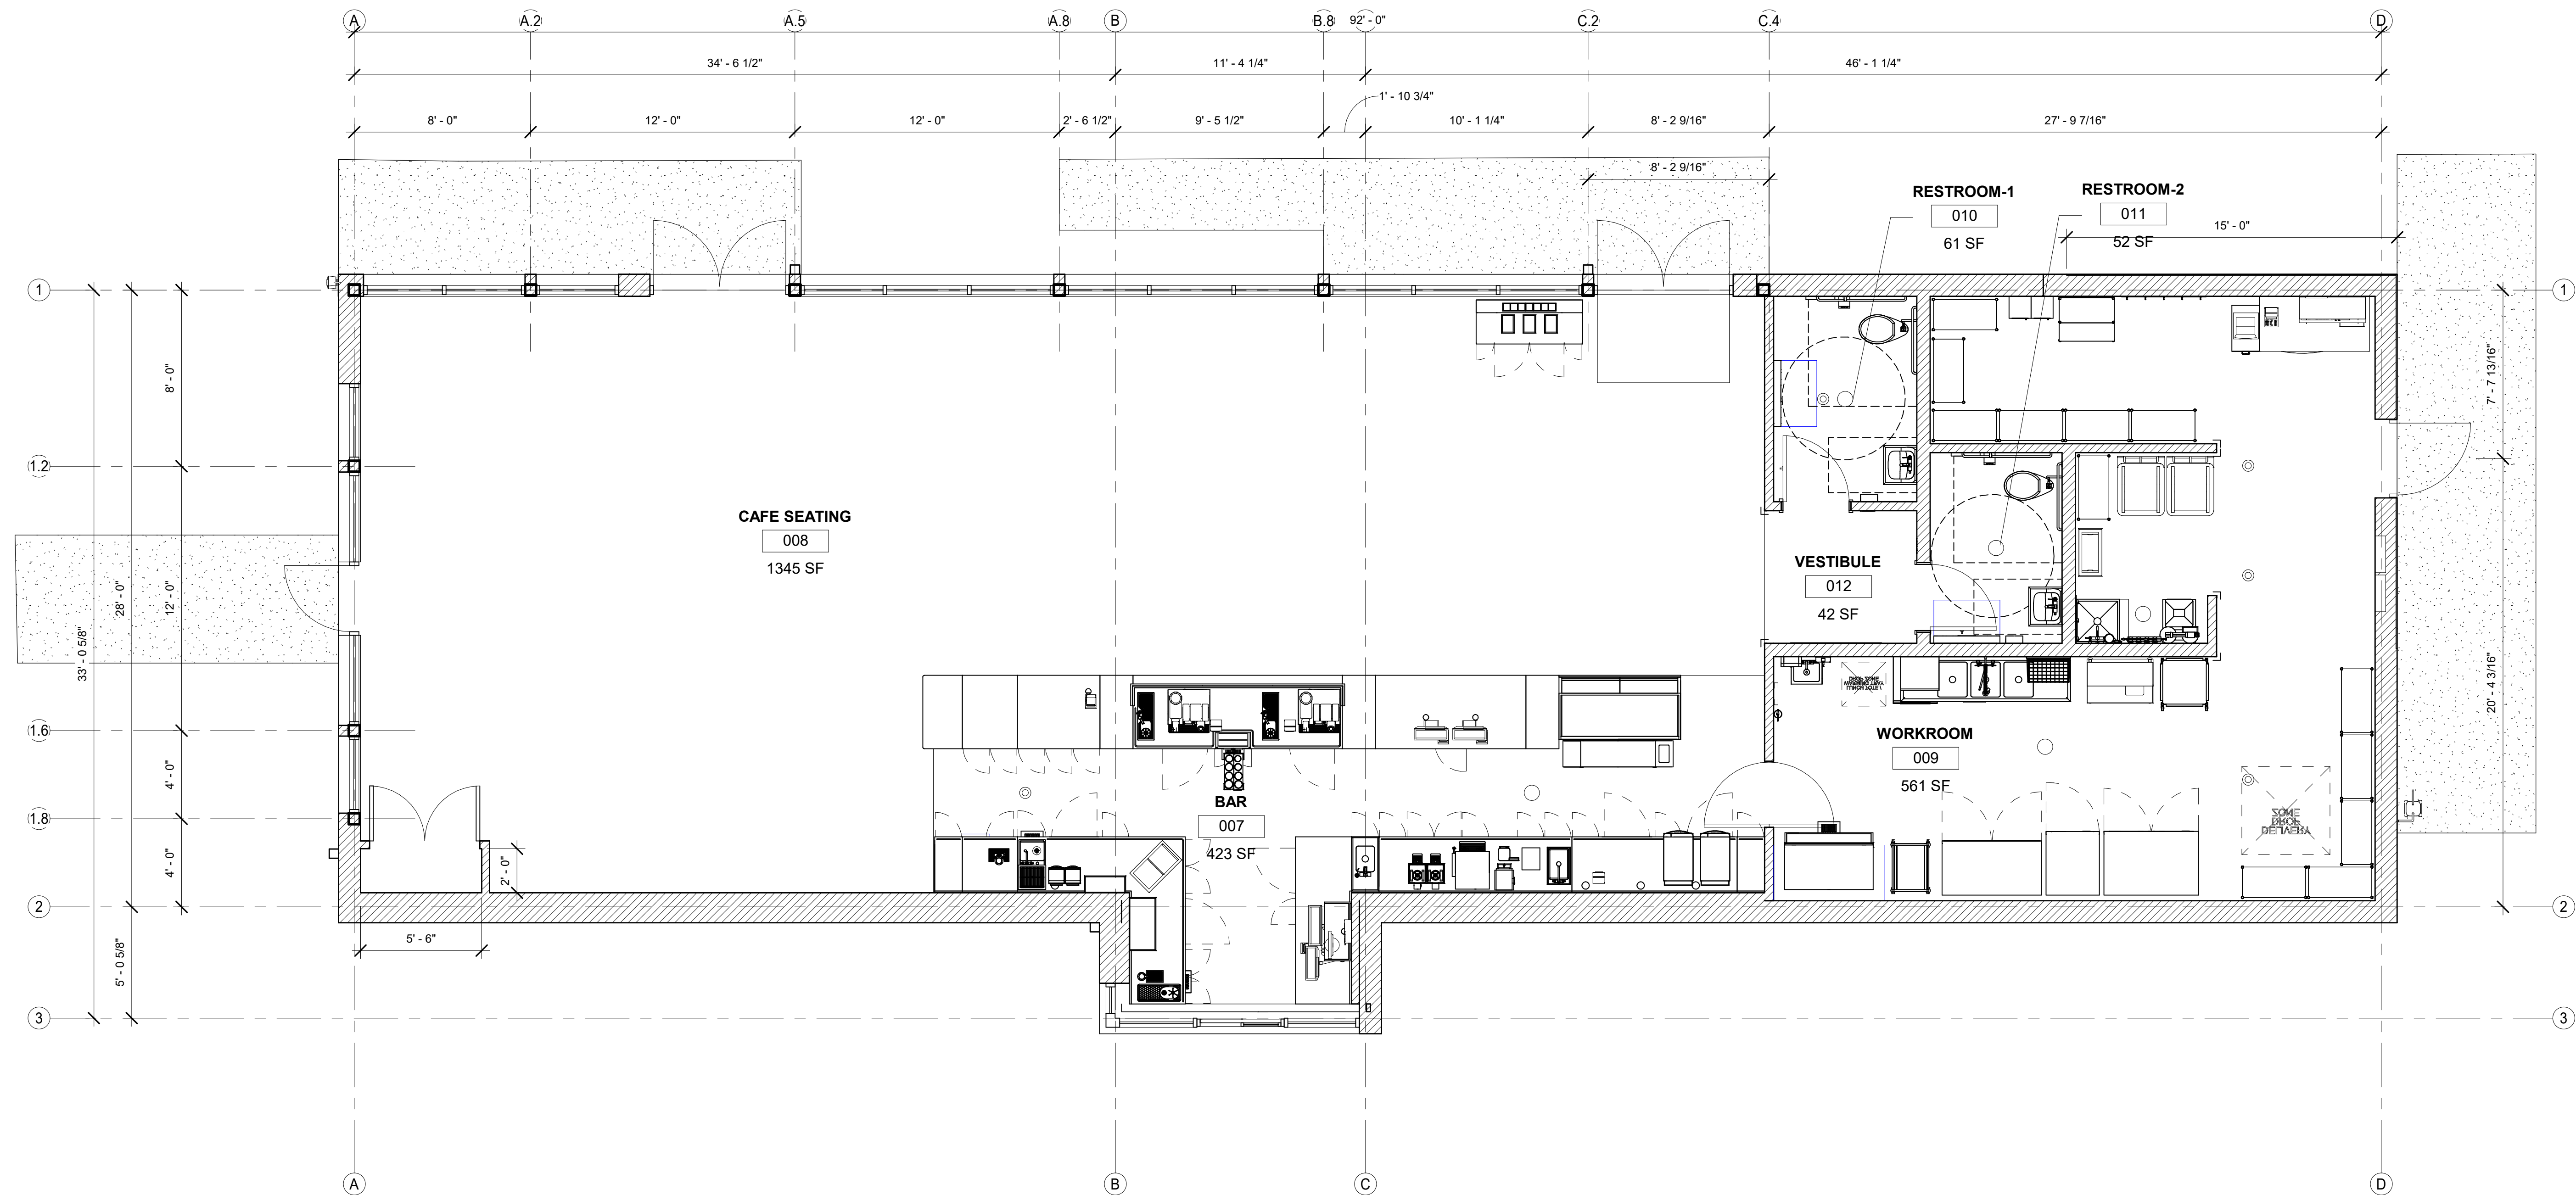 A
A.2
A.5
A.8
B
B.8
92' - 0"
C.2
C.4
D
34' - 6 1/2"
11' - 4 1/4"
46' - 1 1/4"
1' - 10 3/4"
8' - 0"
12' - 0"
12' - 0"
2' - 6 1/2"
9' - 5 1/2"
10' - 1 1/4"
8' - 2 9/16"
27' - 9 7/16"
8' - 2 9/16"
RESTROOM-1
010
61 SF
RESTROOM-2
011
52 SF
15' - 0"
1
1
8' - 0"
7' - 7 13/16"
1.2
CAFE SEATING
008
1345 SF
VESTIBULE
012
42 SF
33' - 0 5/8"
28' - 0"
12' - 0"
20' - 4 3/16"
1.6
WORKROOM
009
561 SF
4' - 0"
BAR
007
423 SF
1.8
DELIVERY
DROP
ZONE
4' - 0"
2' - 0"
2
2
5' - 6"
5' - 0 5/8"
3
3
A
B
C
D